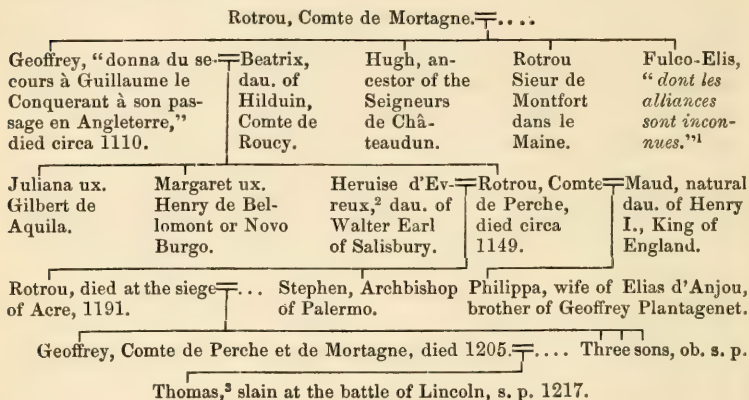 Rotrou, Comte de Mortagne.=....
Geoffrey, “donna du se-
cours à Guillaume le
Conquerant à son pas-
sage en Angleterre,”
died circa 1110.
Beatrix,
dau. of
Hilduin,
Comte de
Roucy.
Hugh, an-
cestor of the
Seigneurs
de Châ-
teaudun.
Rotrou
Sieur de
Montfort
dans le
Maine.
Fulco-Elis,
“dont les
alliances
sont incon-
nues.”¹
Juliana ux.
Gilbert de
Aquila.
Margaret ux.
Henry de Bel-
lomont or Novo
Burgo.
Heruise d’Ev-
reux,² dau. of
Walter Earl
of Salisbury.
Rotrou, Comte
de Perche,
died circa
1149.
Maud, natural
dau. of Henry
I., King of
England.
Rotrou, died at the siege=...
of Acre, 1191.
Stephen, Archbishop
of Palermo.
Philippa, wife of Elias d’Anjou,
brother of Geoffrey Plantagenet.
Geoffrey, Comte de Perche et de Mortagne, died 1205.=....
Three sons, ob. s. p.
Thomas,³ slain at the battle of Lincoln, s. p. 1217.